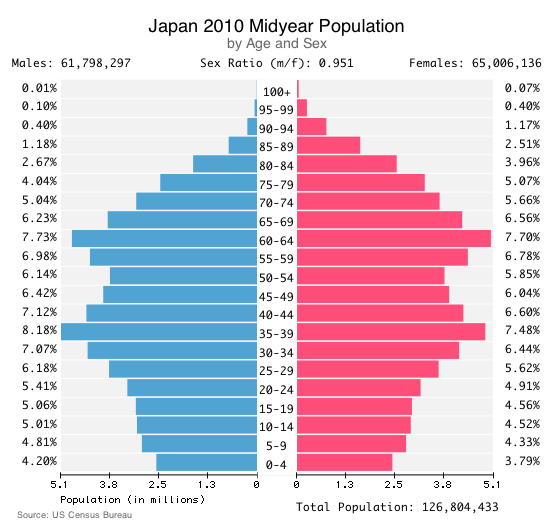 Japan 2010 Midyear Population
by Age and Sex
Males: 61,798,297 Sex Ratio (m/f): 0.951 Females: 65,006,136
0.01% 100+ 0.07%
0.10% 95-99 0.40%
0.40% 90-94 1.17%
1.18% 85-89 2.51%
2.67% 80-84 3.96%
4.04% 75-79 5.07%
5.04% 70-74 5.66%
6.23% 65-69 6.56%
7.73% 60-64 7.70%
6.98% 55-59 6.66%
6.14% 50-54 5.85%
6.42% 45-49 6.04%
7.12% 40-44 6.60%
8.18% 35-39 7.48%
7.07% 30-34 6.44%
6.18% 25-29 5.62%
5.41% 20-24 4.91%
5.06% 15-19 4.56%
5.01% 10-14 4.52%
4.81% 5-9 4.33%
4.20% 0-4 3.79%
5.1 3.8 2.5 1.3 0 0 1.3 2.5 3.8 5.1
Population (in millions)
Total Population: 126,804,433
Source: US Census Bureau